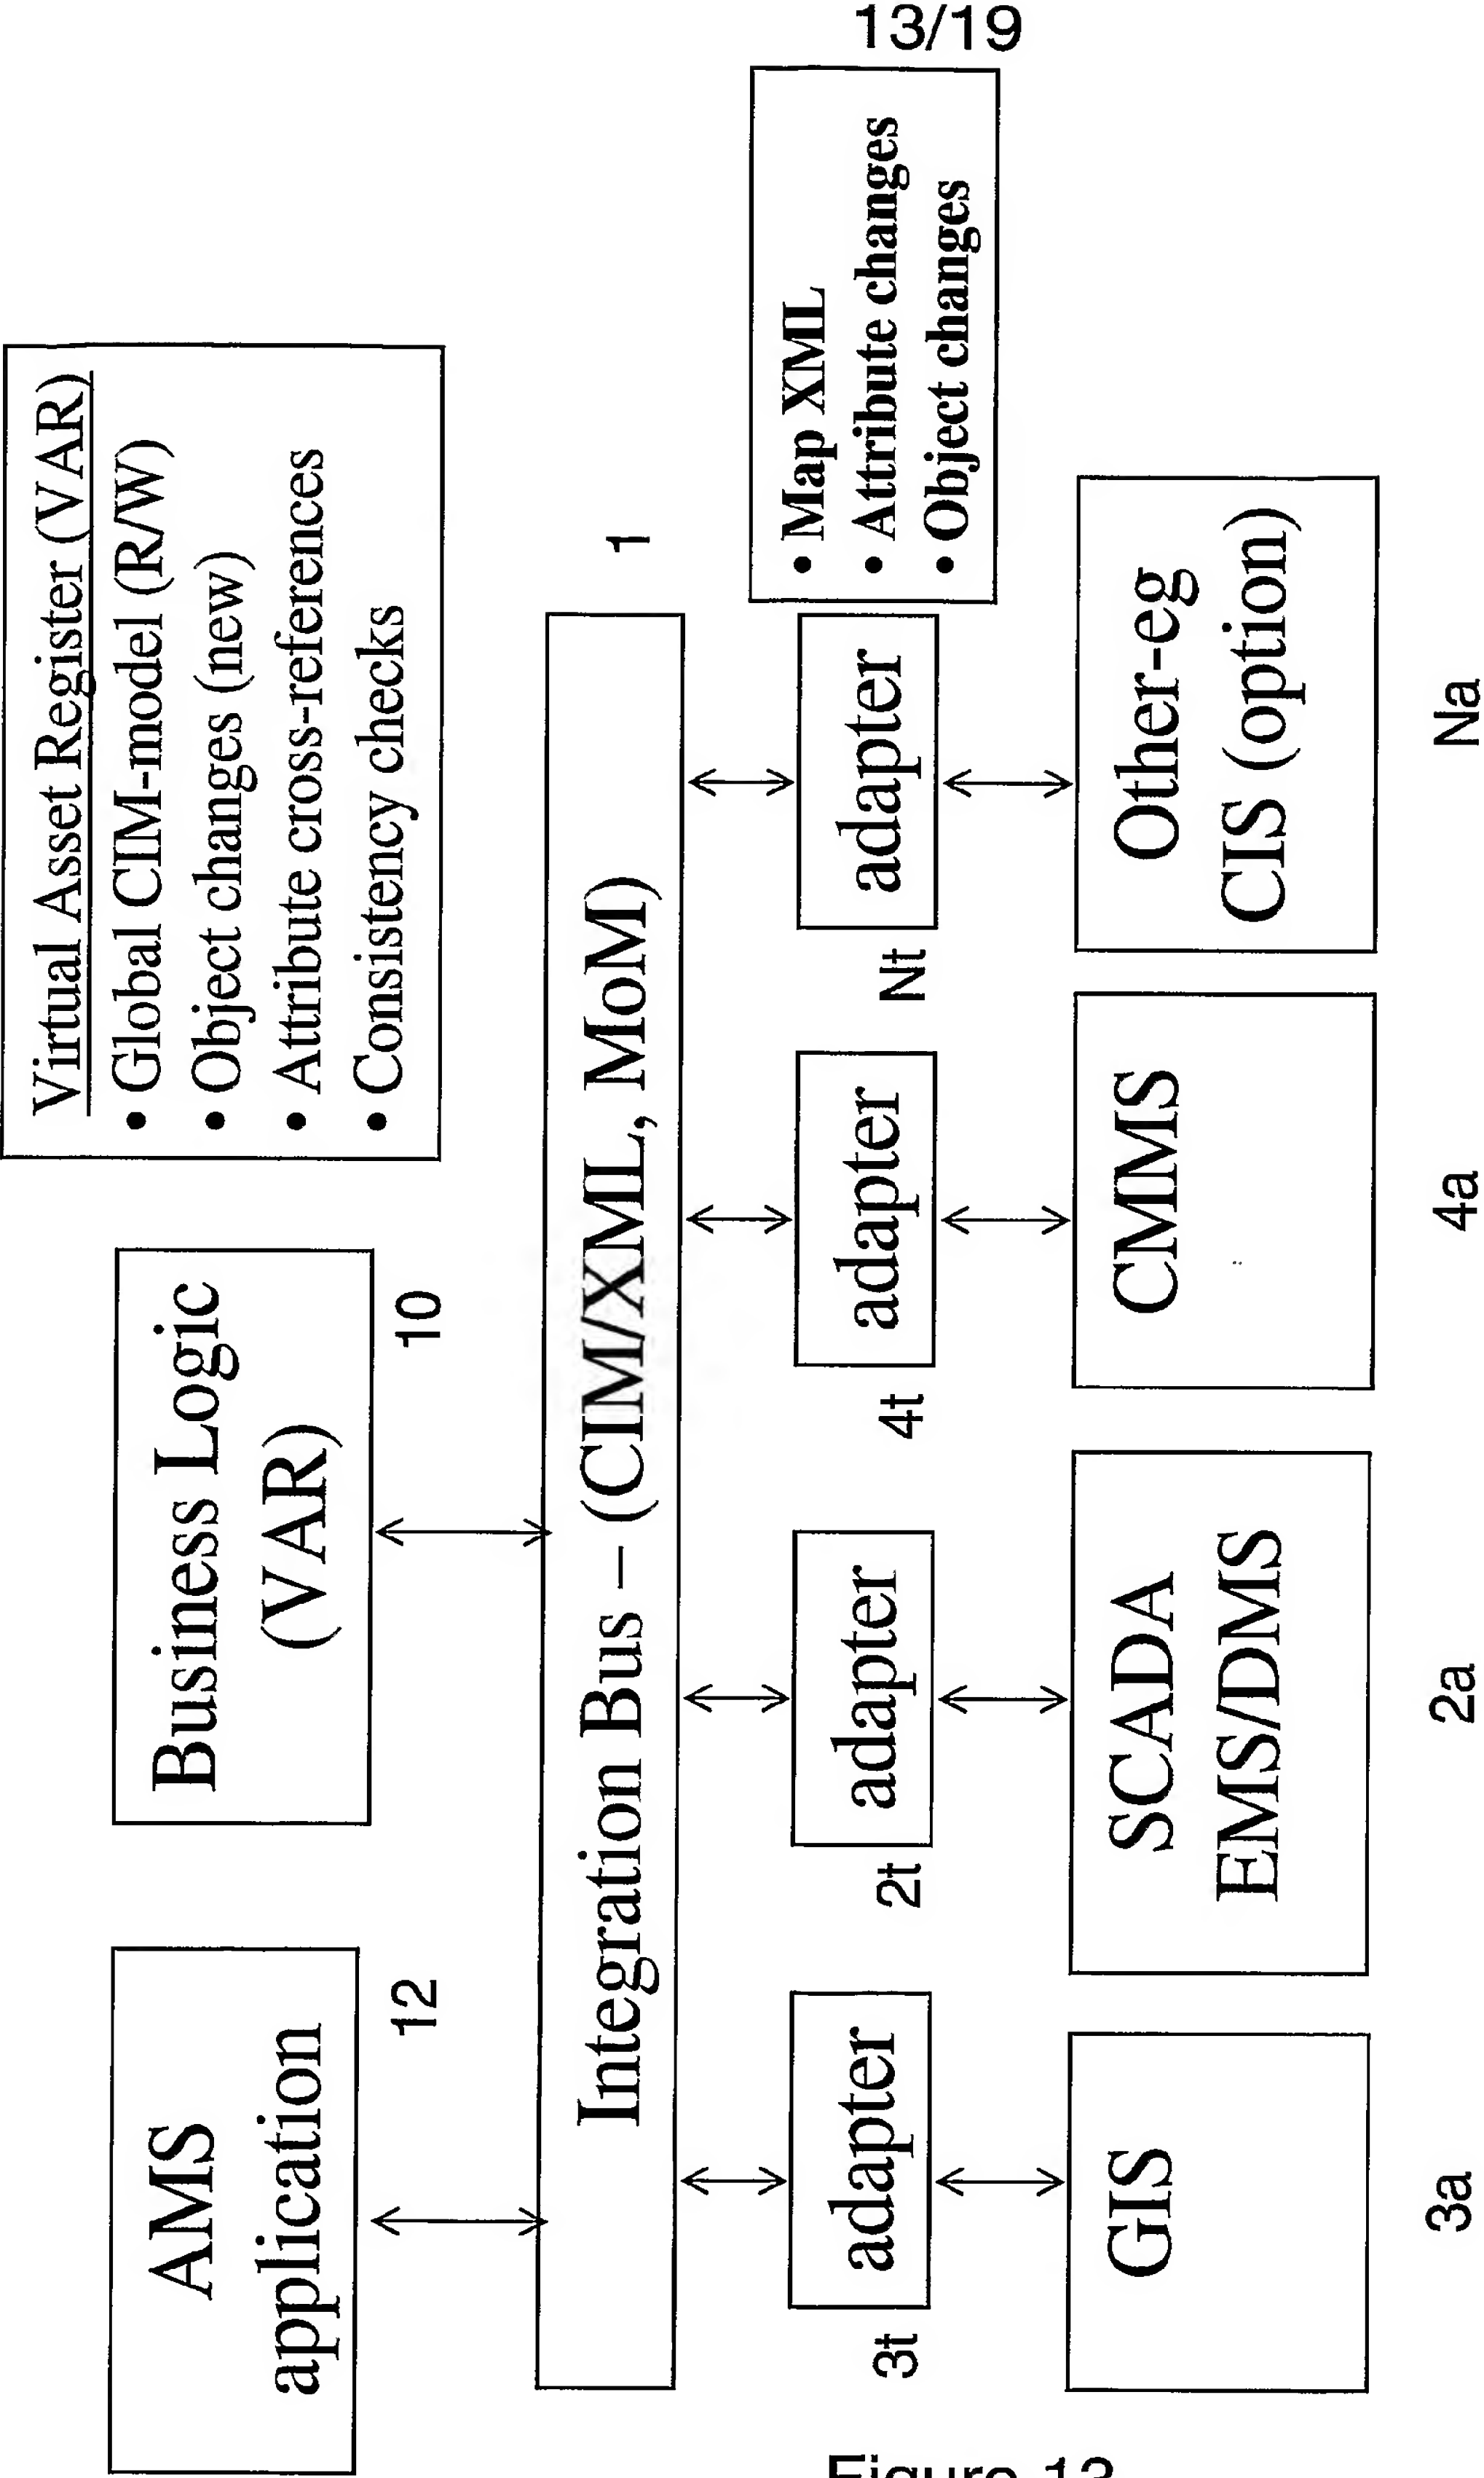 13/19
AMS
application
12
Business Logic
(VAR)
10
Virtual Asset Register (VAR)
• Global CIM-model (R/W)
• Object changes (new)
• Attribute cross-references
• Consistency checks
Integration Bus – (CIM/XML, MoM)
1
3t
adapter
2t
adapter
4t
adapter
Nt
adapter
• Map XML
• Attribute changes
• Object changes
GIS
3a
SCADA
EMS/DMS
2a
CMMS
4a
Other-eg
CIS (option)
Na
Figure 13